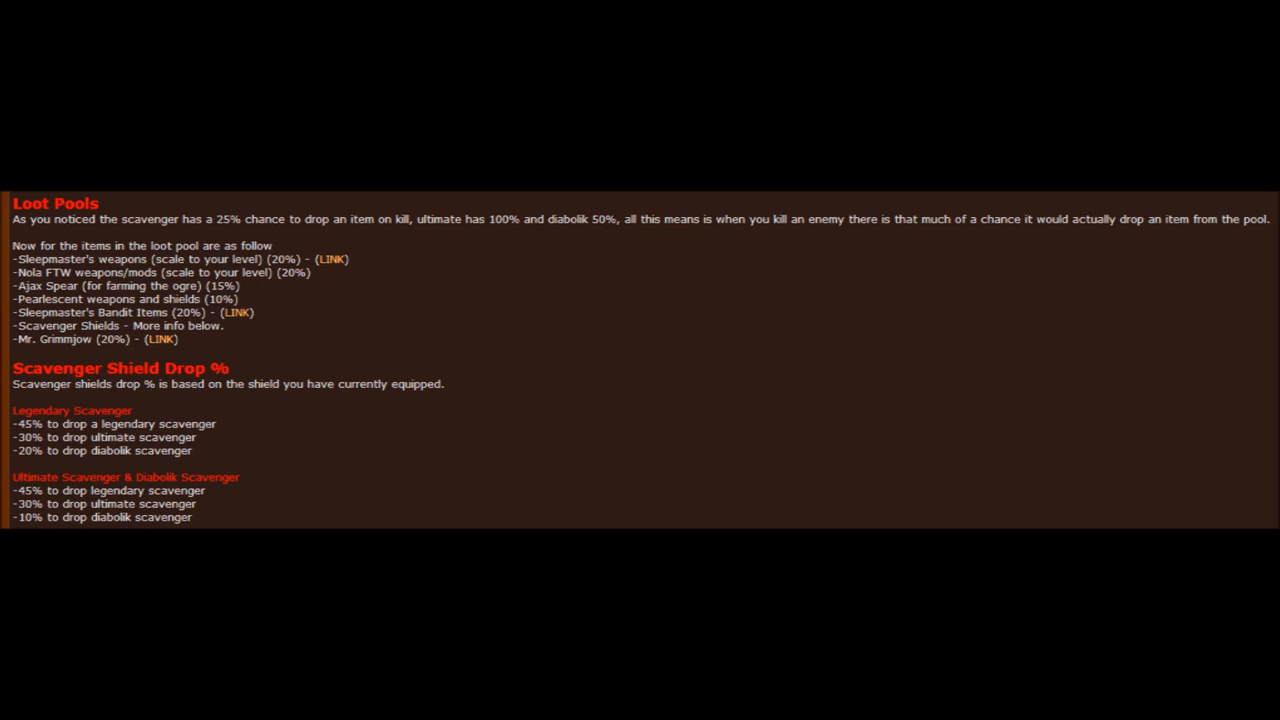 Loot Pools
As you noticed the scavenger has a 25% chance to drop an item on kill, ultimate has 100% and diabolik 50%, all this means is when you kill an enemy there is that much of a chance it would actually drop an item from the pool.
Now for the items in the loot pool are as follow
-Sleepmaster's weapons (scale to your level) (20%) - (LINK)
-Nola FTW weapons/mods (scale to your level) (20%)
-Ajax Spear (for farming the ogre) (15%)
-Pearlescent weapons and shields (10%)
-Sleepmaster's Bandit Items (20%) - (LINK)
-Scavenger Shields - More info below.
-Mr. Grimmjow (20%) - (LINK)
Scavenger Shield Drop %
Scavenger shields drop % is based on the shield you have currently equipped.
Legendary Scavenger
-45% to drop a legendary scavenger
-30% to drop ultimate scavenger
-20% to drop diabolik scavenger
Ultimate Scavenger & Diabolik Scavenger
-45% to drop legendary scavenger
-30% to drop ultimate scavenger
-10% to drop diabolik scavenger